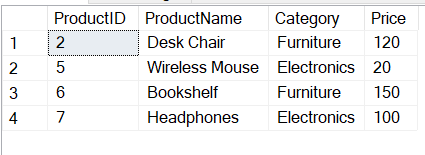 ProductID ProductName Category Price
1 2 Desk Chair Furniture 120
2 5 Wireless Mouse Electronics 20
3 6 Bookshelf Furniture 150
4 7 Headphones Electronics 100